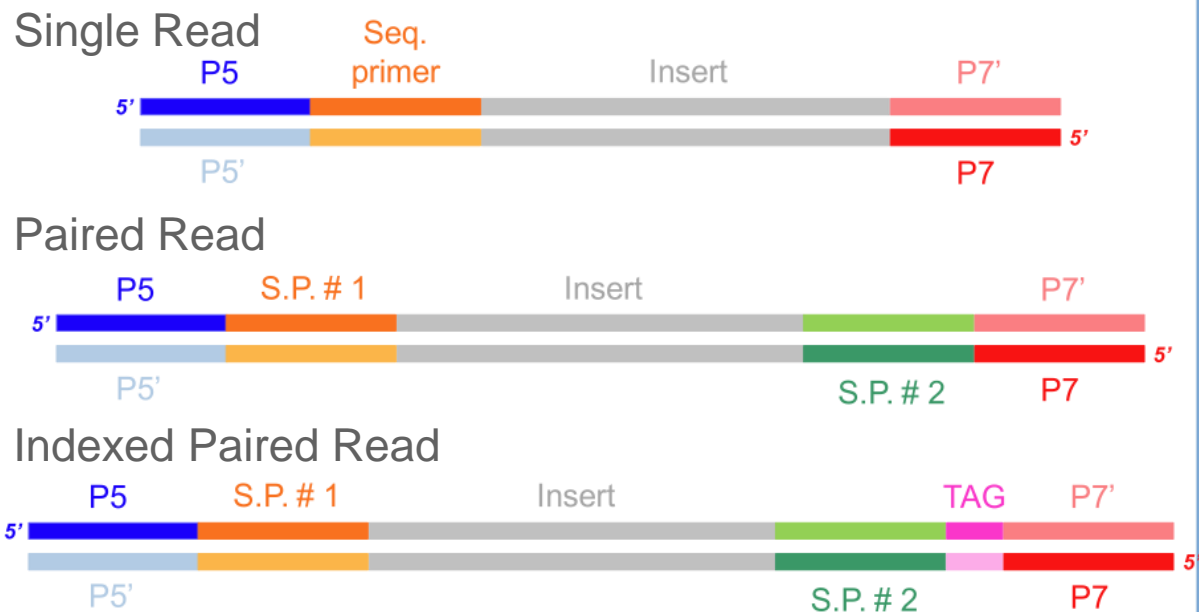 Single Read
Seq.
primer
P5
Insert
P7’
5’
5’
P5’
P7
Paired Read
P5
S.P. # 1
Insert
P7’
5’
5’
P5’
S.P. # 2
P7
Indexed Paired Read
P5
S.P. # 1
Insert
TAG
P7’
5’
5’
P5’
S.P. # 2
P7